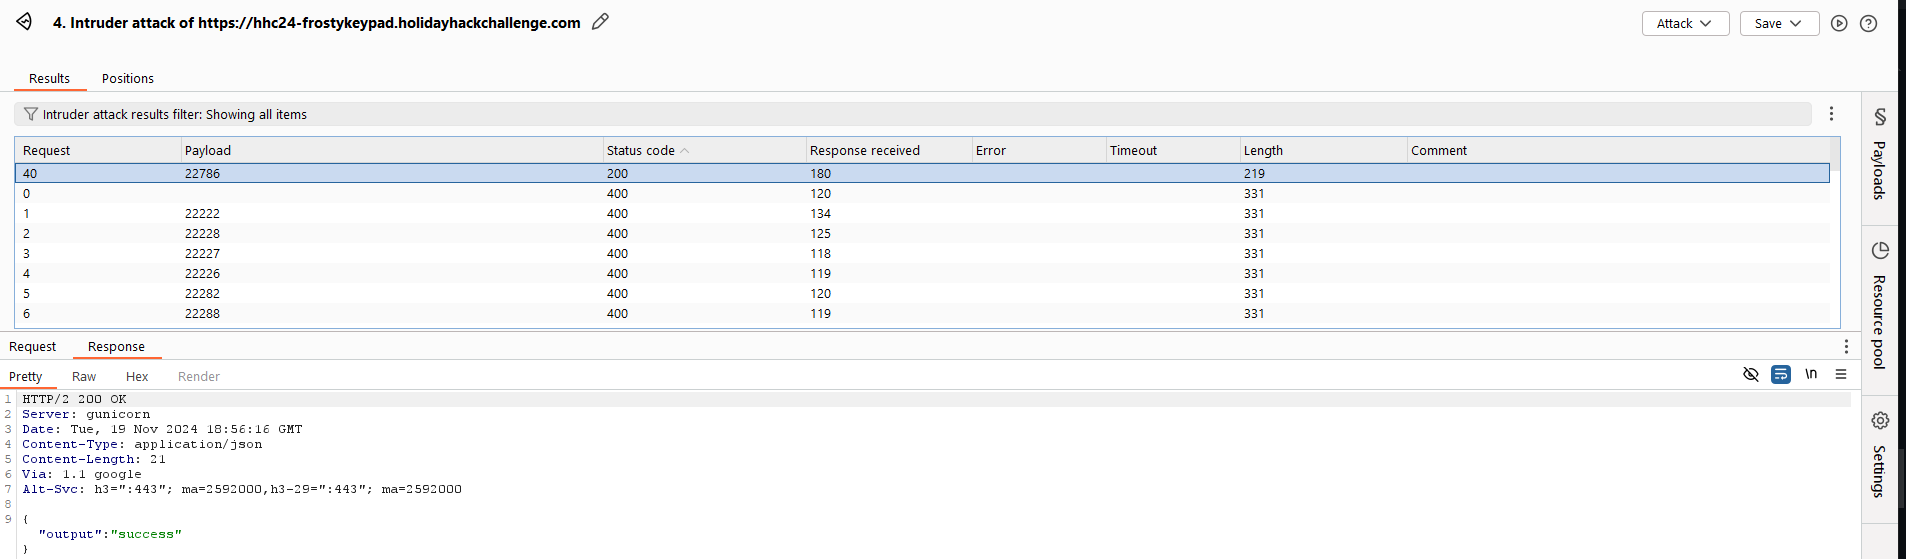 4. Intruder attack of https://hhc24-frostykeypad.holidayhackchallenge.com
Attack
Save
Results Positions
Intruder attack results filter: Showing all items
Request Payload Status code Response received Error Timeout Length Comment
40 22786 200 180 219
0 400 120 331
1 22222 400 134 331
2 22228 400 125 331
3 22227 400 118 331
4 22226 400 119 331
5 22282 400 120 331
6 22288 400 119 331
Payloads
Resource pool
Settings
Request Response
Pretty Raw Hex Render
\n
1 HTTP/2 200 OK
2 Server: gunicorn
3 Date: Tue, 19 Nov 2024 18:56:16 GMT
4 Content-Type: application/json
5 Content-Length: 21
6 Via: 1.1 google
7 Alt-Svc: h3=":443"; ma=2592000,h3-29=":443"; ma=2592000
8
9 {
"output":"success"
}